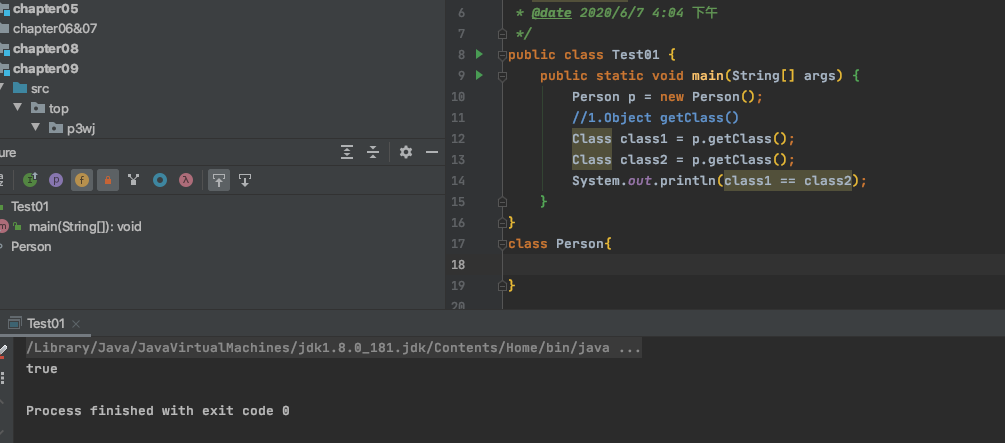 chapter05
chapter06&07
chapter08
chapter09
src
top
p3wj
Test01
main(String[]): void
Person
6 * @date 2020/6/7 4:04 下午
7 */
8 public class Test01 {
9 public static void main(String[] args) {
10 Person p = new Person();
11 //1.Object getClass()
12 Class class1 = p.getClass();
13 Class class2 = p.getClass();
14 System.out.println(class1 == class2);
15 }
16 }
17 class Person{
18
19 }
20
Test01
/Library/Java/JavaVirtualMachines/jdk1.8.0_181.jdk/Contents/Home/bin/java ...
true
Process finished with exit code 0